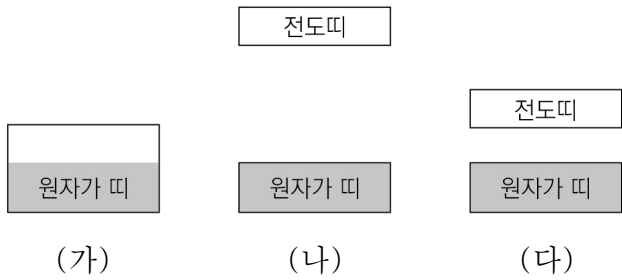 전도띠
전도띠
원자가 띠
원자가 띠
원자가 띠
(가)
(나)
(다)